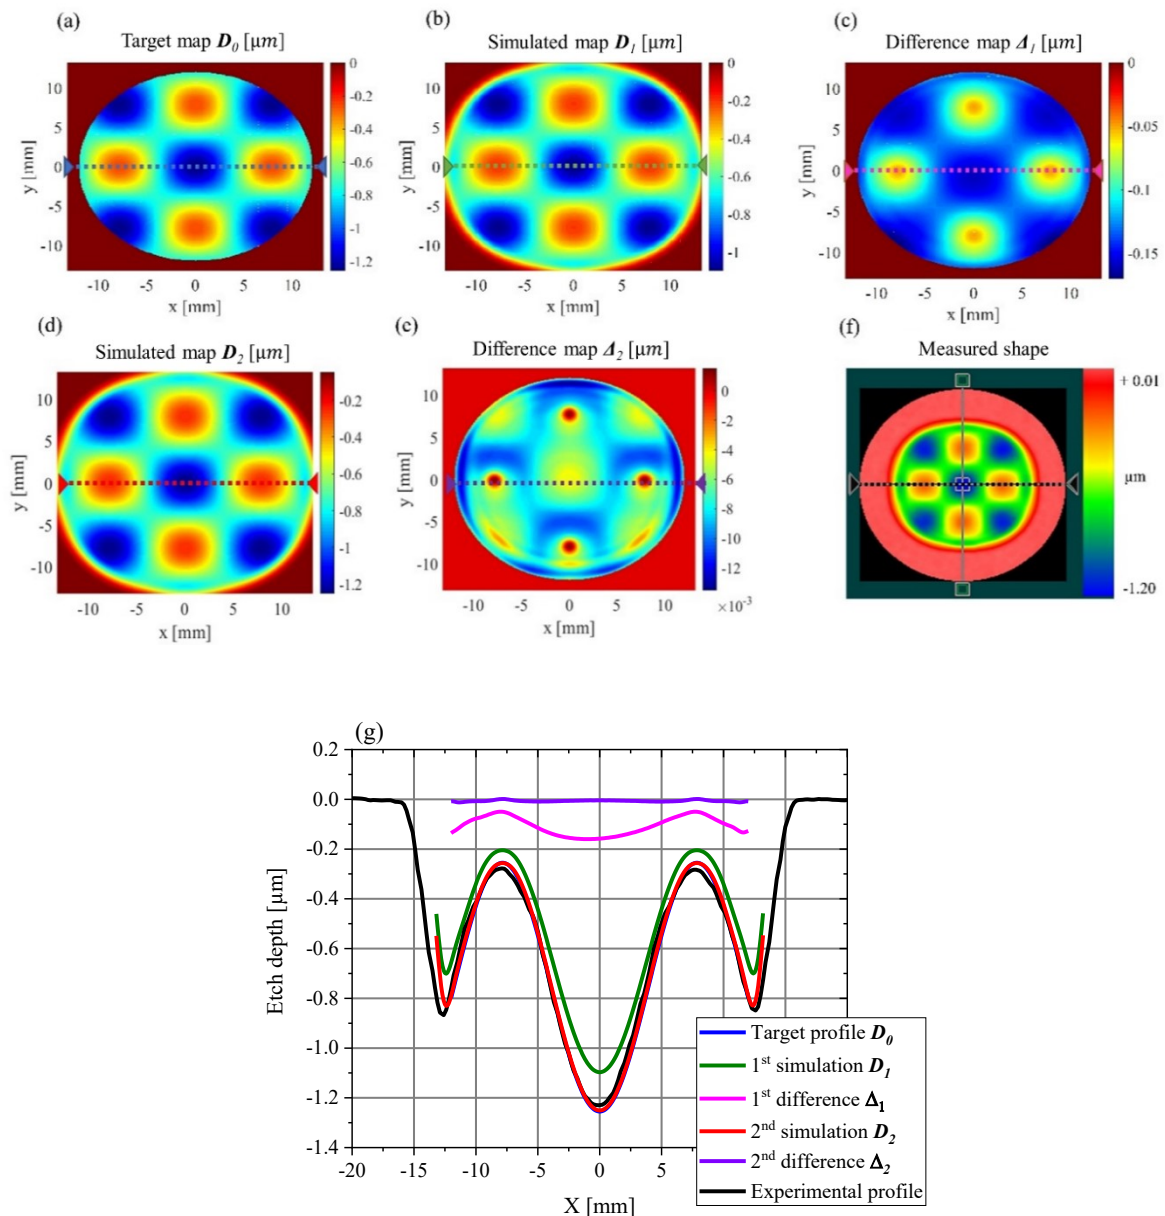 (a)
Target map D0 [μm]
10
5
0
-5
-10
y [mm]
-10 -5 0 5 10
x [mm]
0
-0.2
-0.4
-0.6
-0.8
-1
-1.2
(b)
Simulated map D1 [μm]
10
5
0
-5
-10
y [mm]
-10 -5 0 5 10
x [mm]
0
-0.2
-0.4
-0.6
-0.8
-1
(c)
Difference map Δ1 [μm]
10
5
0
-5
-10
y [mm]
-10 -5 0 5 10
x [mm]
0
-0.05
-0.1
-0.15
(d)
Simulated map D2 [μm]
10
5
0
-5
-10
y [mm]
-10 -5 0 5 10
x [mm]
-0.2
-0.4
-0.6
-0.8
-1
-1.2
(e)
Difference map Δ2 [μm]
10
5
0
-5
-10
y [mm]
-10 -5 0 5 10
x [mm]
0
-2
-4
-6
-8
-10
-12
×10-3
(f)
Measured shape
+ 0.01
μm
-1.20
(g)
0.2
0.0
-0.2
-0.4
-0.6
-0.8
-1.0
-1.2
-1.4
Etch depth [μm]
-20 -15 -10 -5 0 5
X [mm]
Target profile D0
1st simulation D1
1st difference Δ1
2nd simulation D2
2nd difference Δ2
Experimental profile